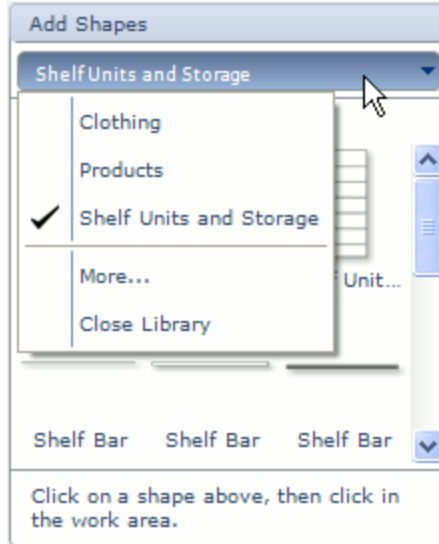 Add Shapes
Shelf Units and Storage
Clothing
Products
Shelf Units and Storage
More...
Close Library
Unit...
Shelf Bar Shelf Bar Shelf Bar
Click on a shape above, then click in
the work area.